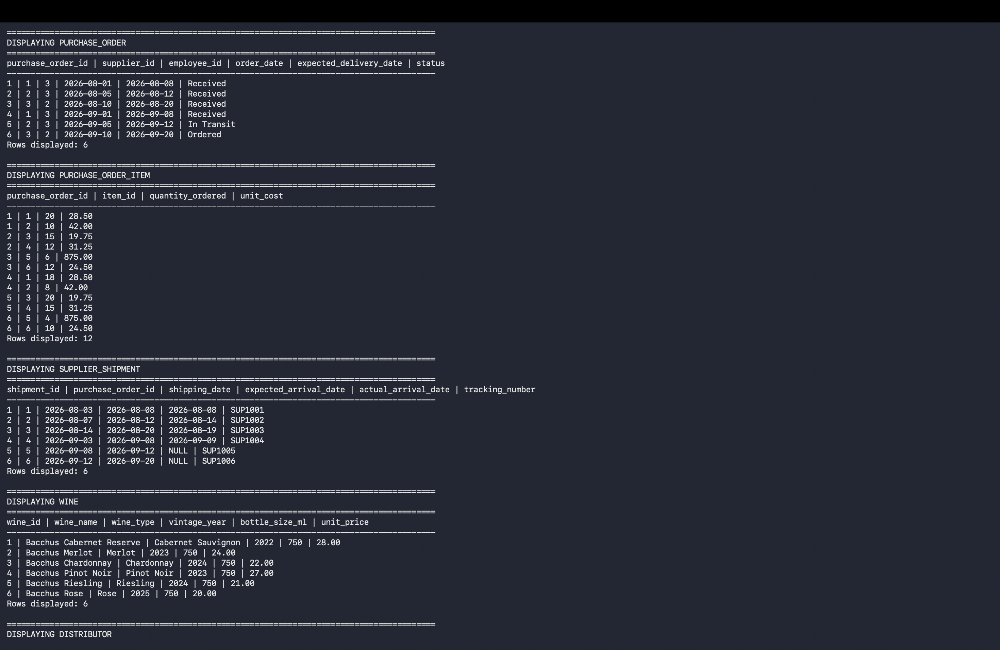 ==========================================================================================
DISPLAYING PURCHASE_ORDER
==========================================================================================
purchase_order_id | supplier_id | employee_id | order_date | expected_delivery_date | status
------------------------------------------------------------------------------------------
1 | 1 | 3 | 2026-08-01 | 2026-08-08 | Received
2 | 2 | 3 | 2026-08-05 | 2026-08-12 | Received
3 | 3 | 2 | 2026-08-10 | 2026-08-20 | Received
4 | 1 | 3 | 2026-09-01 | 2026-09-08 | Received
5 | 2 | 3 | 2026-09-05 | 2026-09-12 | In Transit
6 | 3 | 2 | 2026-09-10 | 2026-09-20 | Ordered
Rows displayed: 6

==========================================================================================
DISPLAYING PURCHASE_ORDER_ITEM
==========================================================================================
purchase_order_id | item_id | quantity_ordered | unit_cost
------------------------------------------------------------------------------------------
1 | 1 | 20 | 28.50
1 | 2 | 10 | 42.00
2 | 3 | 15 | 19.75
2 | 4 | 12 | 31.25
3 | 5 | 6 | 875.00
3 | 6 | 12 | 24.50
4 | 1 | 18 | 28.50
4 | 2 | 8 | 42.00
5 | 3 | 20 | 19.75
5 | 4 | 15 | 31.25
6 | 5 | 4 | 875.00
6 | 6 | 10 | 24.50
Rows displayed: 12

==========================================================================================
DISPLAYING SUPPLIER_SHIPMENT
==========================================================================================
shipment_id | purchase_order_id | shipping_date | expected_arrival_date | actual_arrival_date | tracking_number
------------------------------------------------------------------------------------------
1 | 1 | 2026-08-03 | 2026-08-08 | 2026-08-08 | SUP1001
2 | 2 | 2026-08-07 | 2026-08-12 | 2026-08-14 | SUP1002
3 | 3 | 2026-08-14 | 2026-08-20 | 2026-08-19 | SUP1003
4 | 4 | 2026-09-03 | 2026-09-08 | 2026-09-09 | SUP1004
5 | 5 | 2026-09-08 | 2026-09-12 | NULL | SUP1005
6 | 6 | 2026-09-12 | 2026-09-20 | NULL | SUP1006
Rows displayed: 6

==========================================================================================
DISPLAYING WINE
==========================================================================================
wine_id | wine_name | wine_type | vintage_year | bottle_size_ml | unit_price
------------------------------------------------------------------------------------------
1 | Bacchus Cabernet Reserve | Cabernet Sauvignon | 2022 | 750 | 28.00
2 | Bacchus Merlot | Merlot | 2023 | 750 | 24.00
3 | Bacchus Chardonnay | Chardonnay | 2024 | 750 | 22.00
4 | Bacchus Pinot Noir | Pinot Noir | 2023 | 750 | 27.00
5 | Bacchus Riesling | Riesling | 2024 | 750 | 21.00
6 | Bacchus Rose | Rose | 2025 | 750 | 20.00
Rows displayed: 6

==========================================================================================
DISPLAYING DISTRIBUTOR